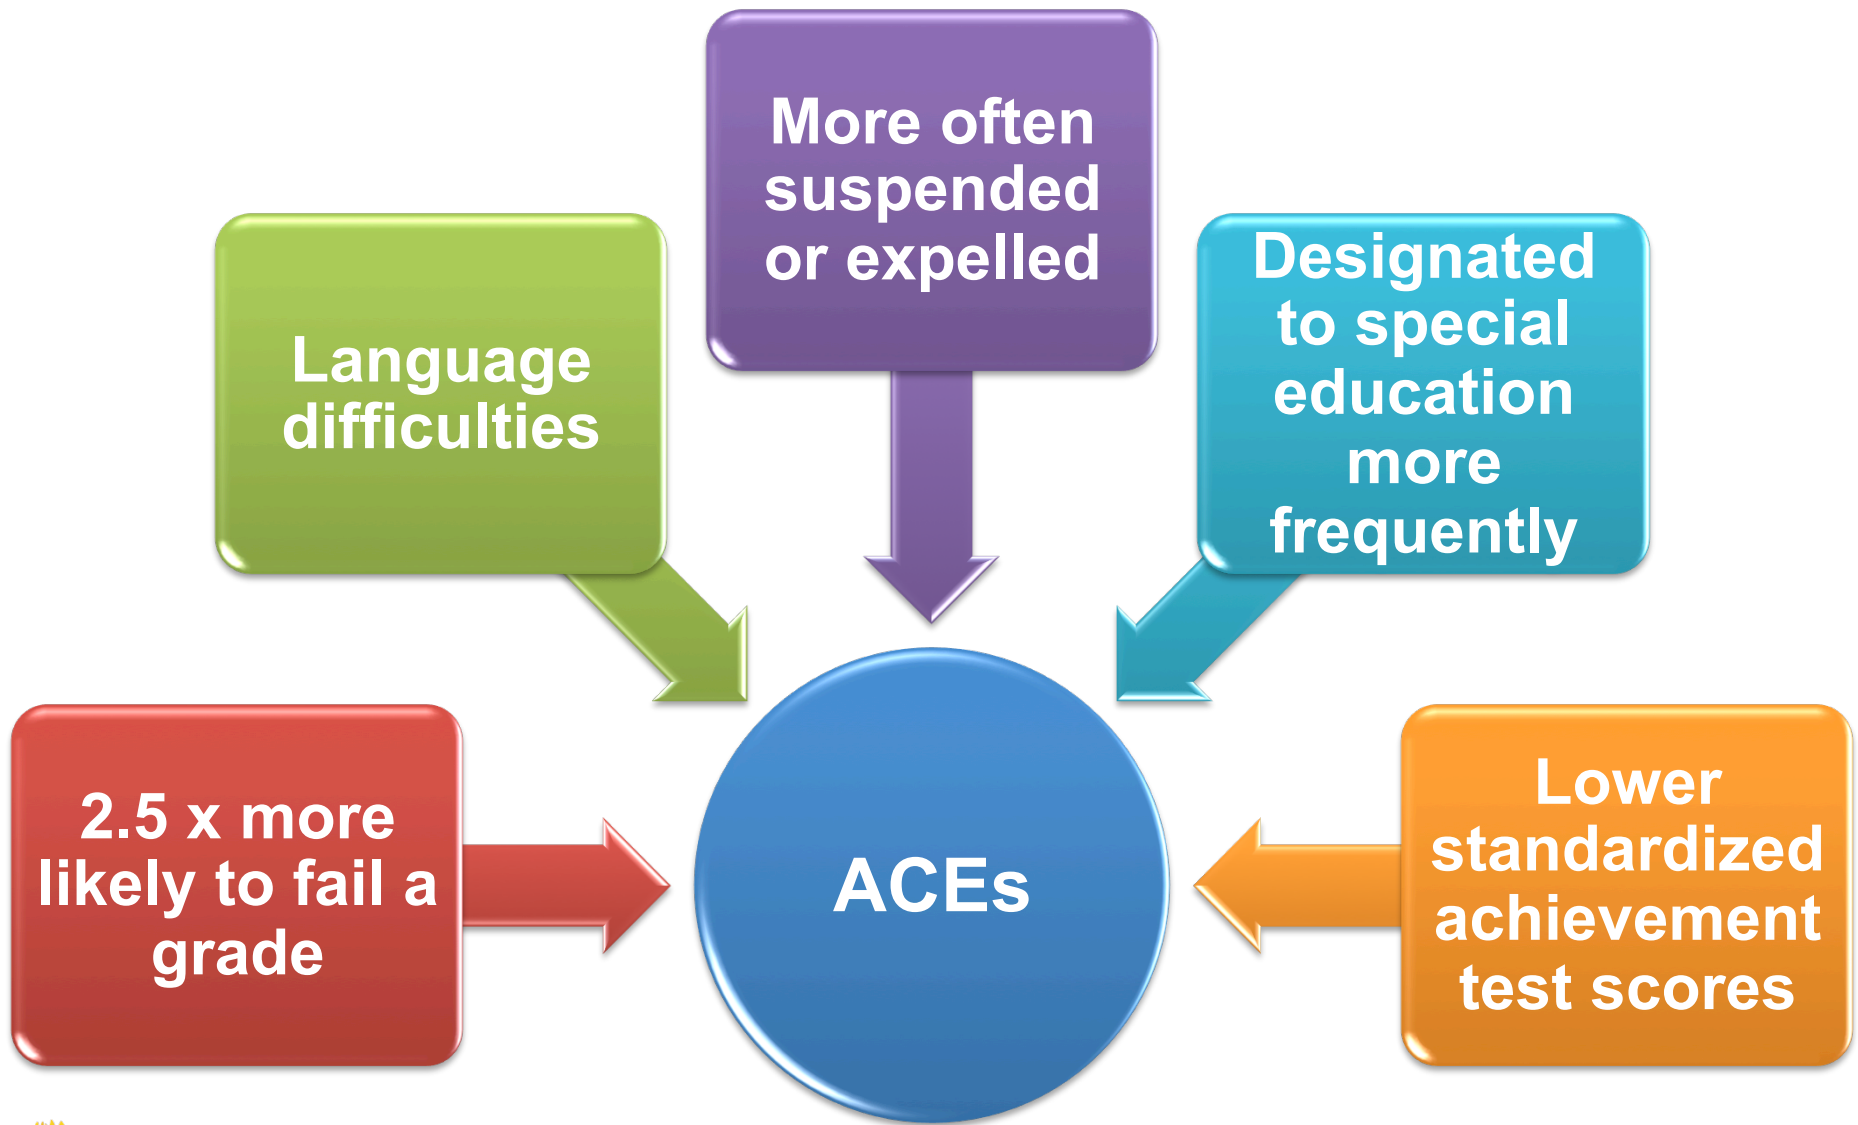 More often
suspended
or expelled
Language
difficulties
Designated
to special
education
more
frequently
2.5 x more
likely to fail a
grade
ACEs
Lower
standardized
achievement
test scores